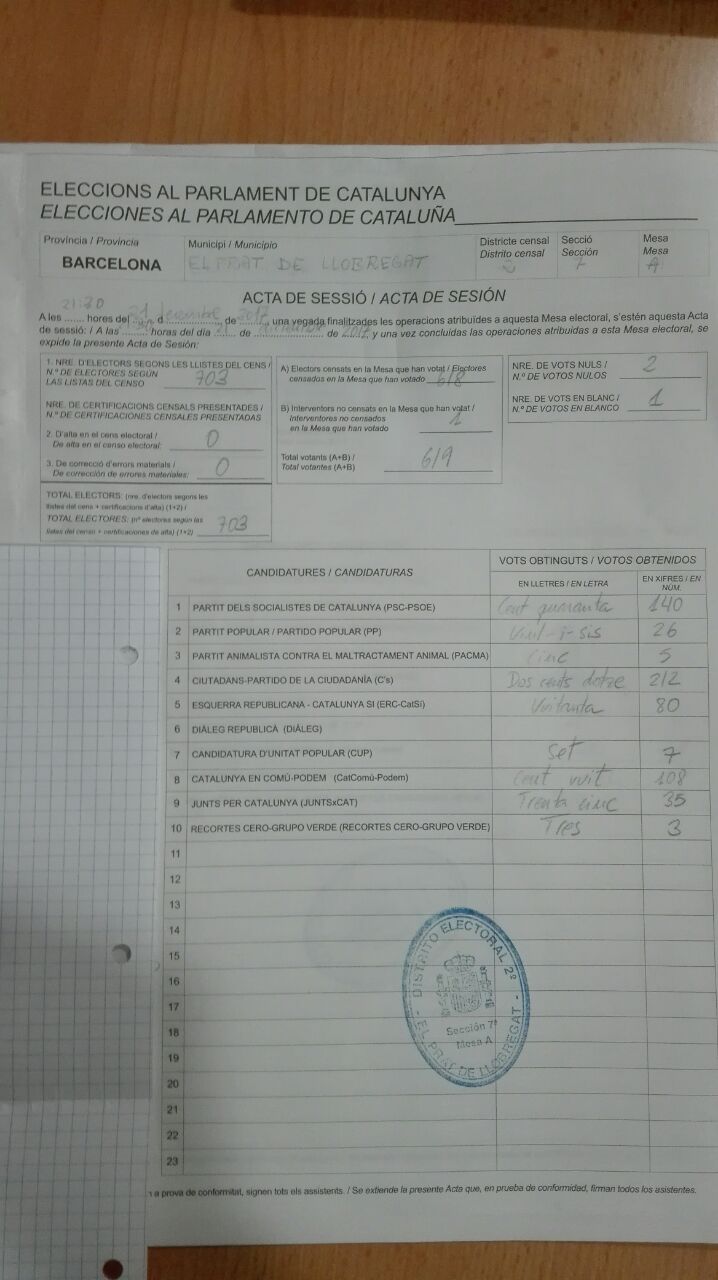 ELECCIONS AL PARLAMENT DE CATALUNYA
ELECCIONES AL PARLAMENTO DE CATALUÑA
Província / Provincia
BARCELONA
Municipi / Municipio
EL PRAT DE LLOBREGAT
Districte censal
Distrito censal
Secció
Sección
7
Mesa
Mesa
A
ACTA DE SESSIÓ / ACTA DE SESIÓN
21:30
A les ....... hores del 21 d ............ de 2017, una vegada finalitzades les operacions atribuïdes a aquesta Mesa electoral, s'estén aquesta Acta
de sessió: / A las ........ horas del día 21 de ............ de 2017, y una vez concluidas las operaciones atribuidas a esta Mesa electoral, se
expide la presente Acta de Sesión:
1. NRE. D'ELECTORS SEGONS LES LLISTES DEL CENS /
N.º DE ELECTORES SEGÚN
LAS LISTAS DEL CENSO 703
NRE. DE CERTIFICACIONS CENSALS PRESENTADES /
N.º DE CERTIFICACIONES CENSALES PRESENTADAS
2. D'alta en el cens electoral /
De alta en el censo electoral: 0
3. De correcció d'errors materials /
De corrección de errores materiales: 0
TOTAL ELECTORS: (nre. d'electors segons les
llistes del cens + certificacions d'alta) (1+2) /
TOTAL ELECTORES: (nº electores según las
listas del censo + certificaciones de alta) (1+2) 703
A) Electors censats en la Mesa que han votat / Electores
censados en la Mesa que han votado 618
B) Interventors no censats en la Mesa que han votat /
Interventores no censados
en la Mesa que han votado 1
Total votants (A+B) /
Total votantes (A+B) 619
NRE. DE VOTS NULS /
N.º DE VOTOS NULOS 2
NRE. DE VOTS EN BLANC /
N.º DE VOTOS EN BLANCO 1
CANDIDATURES / CANDIDATURAS
VOTS OBTINGUTS / VOTOS OBTENIDOS
EN LLETRES / EN LETRA
EN XIFRES / EN
NÚM.
1 PARTIT DELS SOCIALISTES DE CATALUNYA (PSC-PSOE) Cent quaranta 140
2 PARTIT POPULAR / PARTIDO POPULAR (PP) Vint-i-sis 26
3 PARTIT ANIMALISTA CONTRA EL MALTRACTAMENT ANIMAL (PACMA) Cinc 5
4 CIUTADANS-PARTIDO DE LA CIUDADANÍA (C's) Dos cents dotze 212
5 ESQUERRA REPUBLICANA - CATALUNYA SI (ERC-CatSí) Vuitanta 80
6 DIÀLEG REPUBLICÀ (DIÀLEG)
7 CANDIDATURA D'UNITAT POPULAR (CUP) Set 7
8 CATALUNYA EN COMÚ-PODEM (CatComú-Podem) Cent vuit 108
9 JUNTS PER CATALUNYA (JUNTSxCAT) Trenta cinc 35
10 RECORTES CERO-GRUPO VERDE (RECORTES CERO-GRUPO VERDE) Tres 3
11
12
13
14
15
16
17
18
19
20
21
22
23
DISTRITO ELECTORAL 2º
Sección 7ª
Mesa A
- EL PRAT DE LLOBREGAT -
a prova de conformitat, signen tots els assistents. / Se extiende la presente Acta que, en prueba de conformidad, firman todos los asistentes.